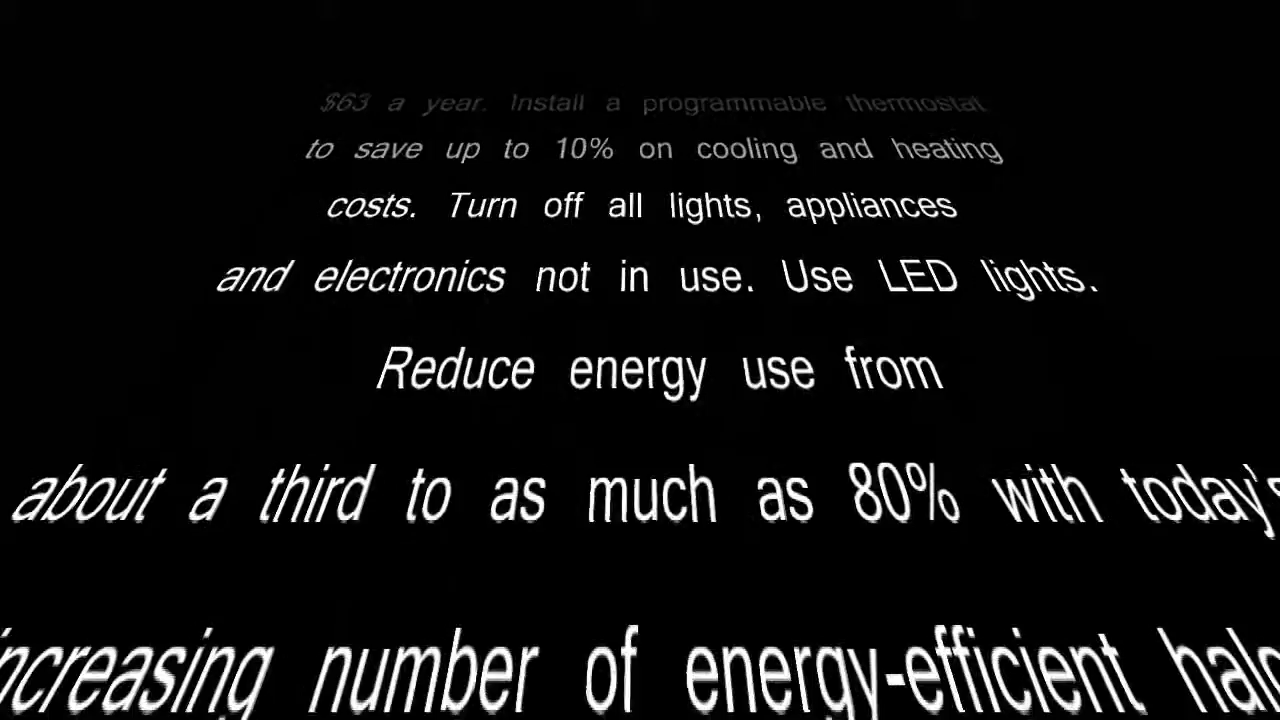 $63 a year. Install a programmable thermostat
to save up to 10% on cooling and heating
costs. Turn off all lights, appliances
and electronics not in use. Use LED lights.
Reduce energy use from
about a third to as much as 80% with today's
increasing number of energy-efficient